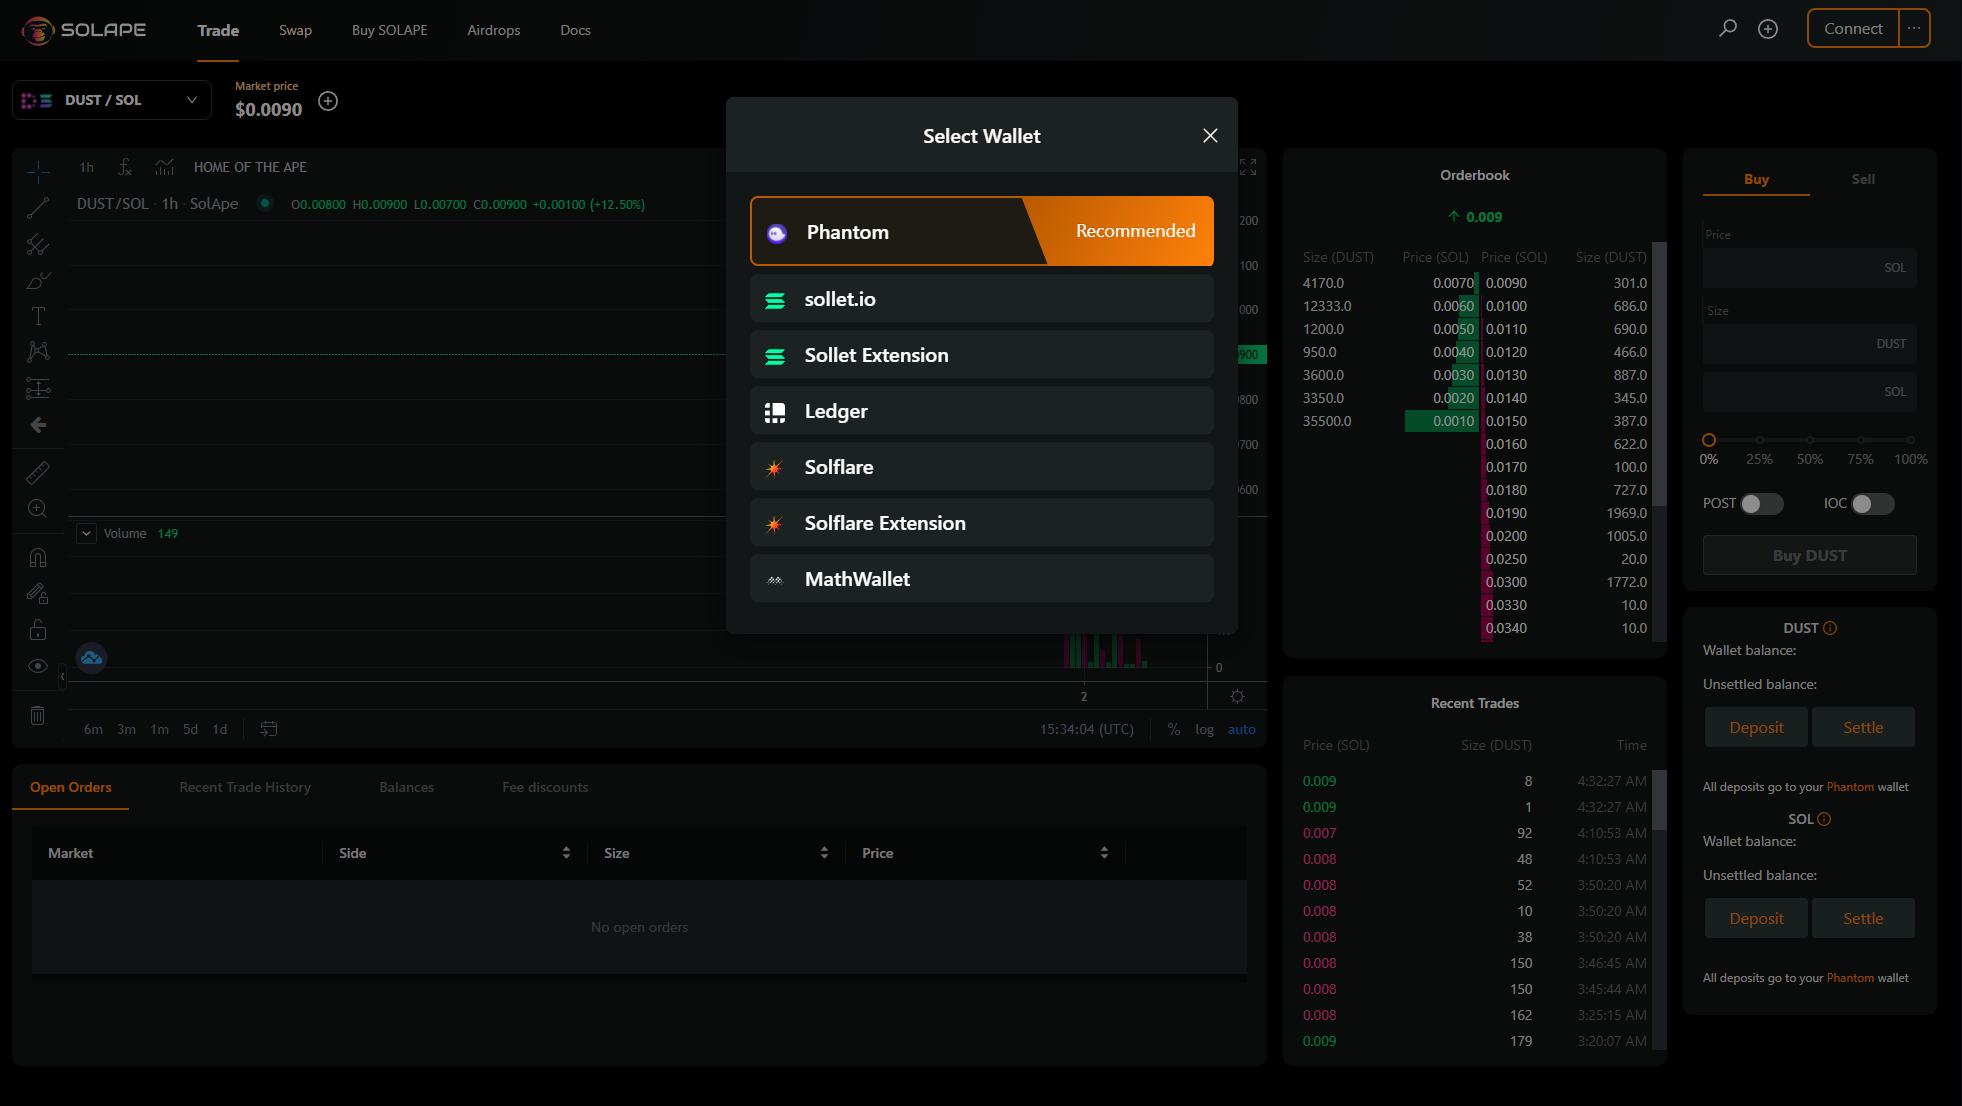 SOLAPE
Trade
Swap
Buy SOLAPE
Airdrops
Docs
Connect
···
DUST / SOL
Market price
$0.0090
Select Wallet
Phantom
Recommended
sollet.io
Sollet Extension
Ledger
Solflare
Solflare Extension
MathWallet
1h
HOME OF THE APE
DUST/SOL · 1h · SolApe
O0.00800 H0.00900 L0.00700 C0.00900 +0.00100 (+12.50%)
Volume 149
0
2
6m 3m 1m 5d 1d
15:34:04 (UTC)
% log auto
Orderbook
0.009
Size (DUST) Price (SOL) Price (SOL) Size (DUST)
4170.0 0.0070 0.0090 301.0
12333.0 0.0060 0.0100 686.0
1200.0 0.0050 0.0110 690.0
950.0 0.0040 0.0120 466.0
3600.0 0.0030 0.0130 887.0
3350.0 0.0020 0.0140 345.0
35500.0 0.0010 0.0150 387.0
0.0160 622.0
0.0170 100.0
0.0180 727.0
0.0190 1969.0
0.0200 1005.0
0.0250 20.0
0.0300 1772.0
0.0330 10.0
0.0340 10.0
Buy Sell
Price
SOL
Size
DUST
SOL
0% 25% 50% 75% 100%
POST IOC
Buy DUST
DUST
Wallet balance:
Unsettled balance:
Deposit Settle
All deposits go to your Phantom wallet
SOL
Wallet balance:
Unsettled balance:
Deposit Settle
All deposits go to your Phantom wallet
Recent Trades
Price (SOL) Size (DUST) Time
0.009 8 4:32:27 AM
0.009 1 4:32:27 AM
0.007 92 4:10:53 AM
0.008 48 4:10:53 AM
0.008 52 3:50:20 AM
0.008 10 3:50:20 AM
0.008 38 3:50:20 AM
0.008 150 3:46:45 AM
0.008 150 3:45:44 AM
0.008 162 3:25:15 AM
0.009 179 3:20:07 AM
Open Orders
Recent Trade History
Balances
Fee discounts
Market Side Size Price
No open orders